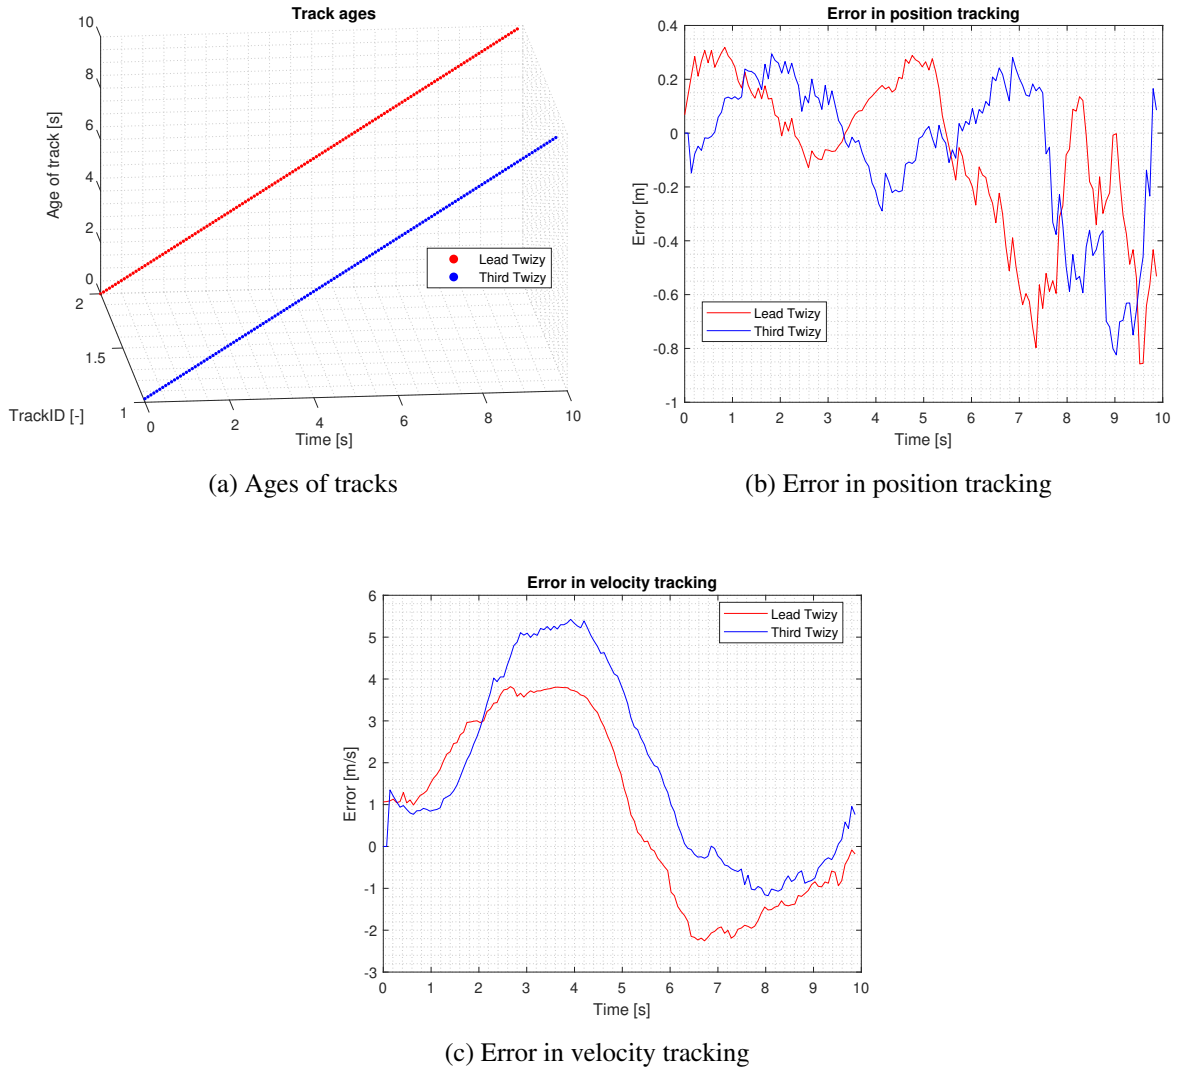 Track ages
10
8
6
4
2
0
Age of track [s]
2
1.5
1
TrackID [-]
0
2
4
6
8
10
Time [s]
Lead Twizy
Third Twizy
(a) Ages of tracks
Error in position tracking
0.4
0.2
0
-0.2
-0.4
-0.6
-0.8
-1
Error [m]
Lead Twizy
Third Twizy
0 1 2 3 4 5 6 7 8 9 10
Time [s]
(b) Error in position tracking
Error in velocity tracking
6
5
4
3
2
1
0
-1
-2
-3
Error [m/s]
Lead Twizy
Third Twizy
0 1 2 3 4 5 6 7 8 9 10
Time [s]
(c) Error in velocity tracking